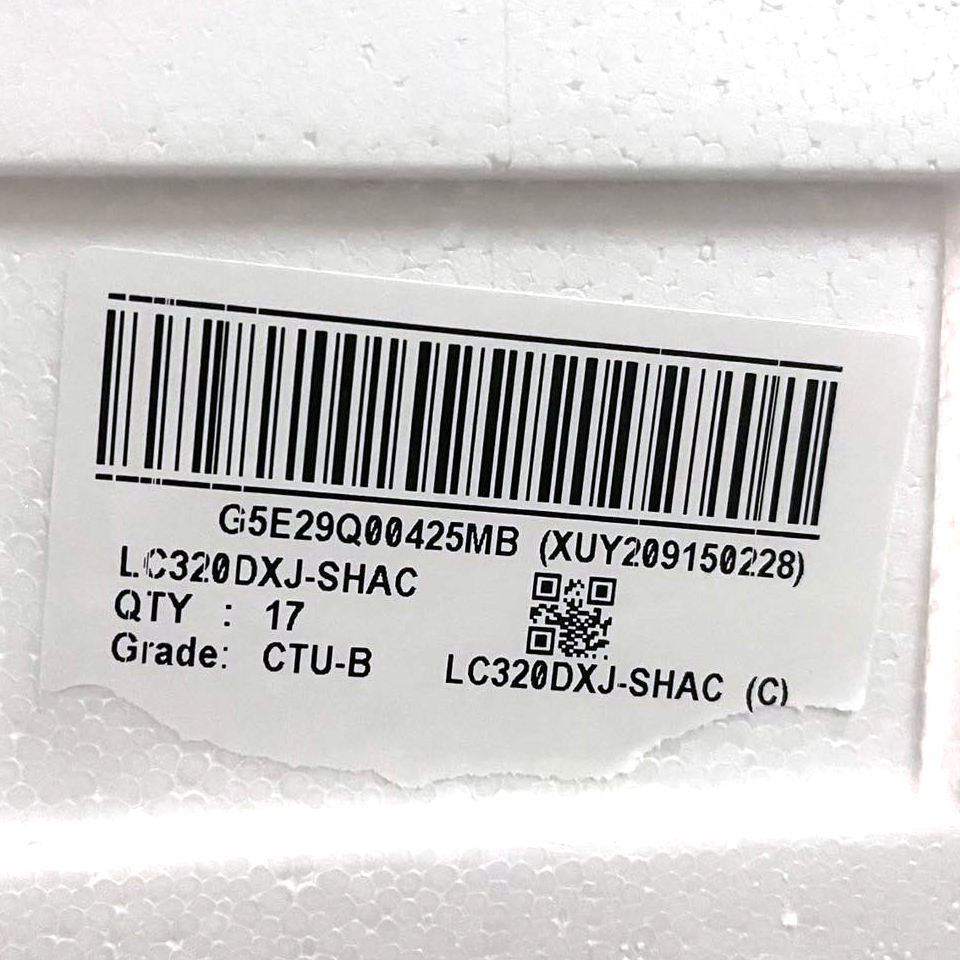 G5E29Q00425MB (XUY209150228)
LC320DXJ-SHAC
QTY : 17
Grade: CTU-B
LC320DXJ-SHAC (C)